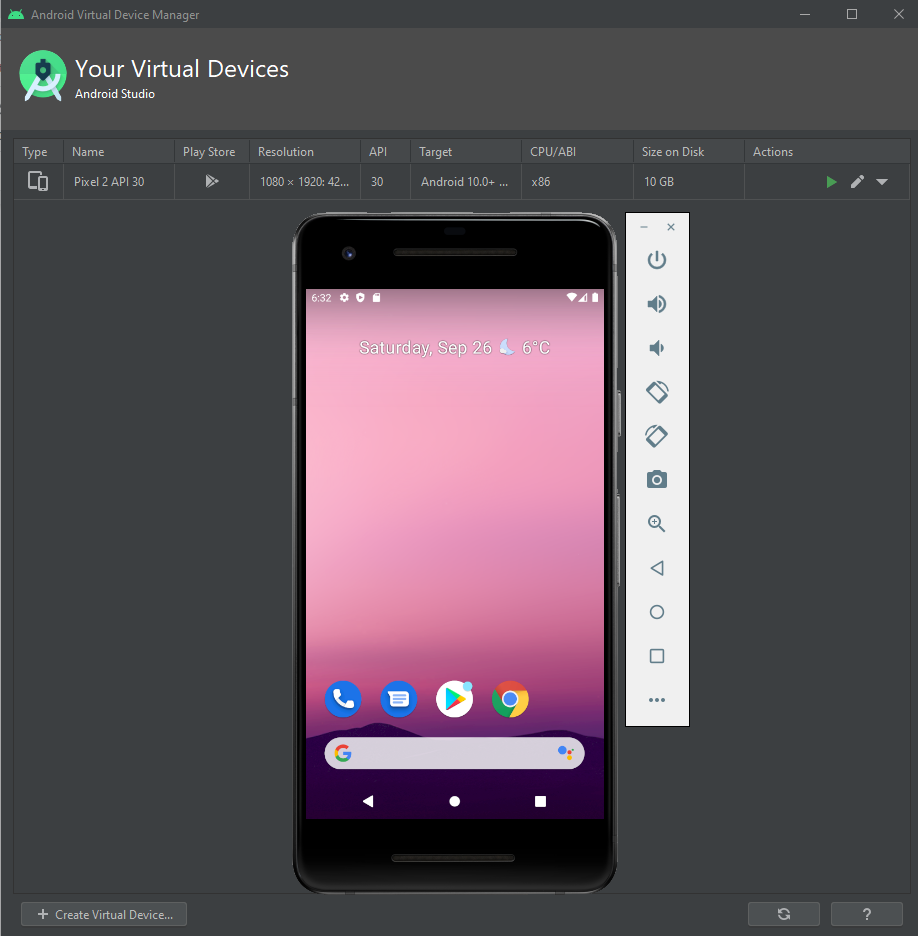 Android Virtual Device Manager
Your Virtual Devices
Android Studio
Type Name Play Store Resolution API Target CPU/ABI Size on Disk Actions
Pixel 2 API 30 1080 × 1920: 42... 30 Android 10.0+ ... x86 10 GB
6:32
Saturday, Sep 26 6°C
+ Create Virtual Device...
?